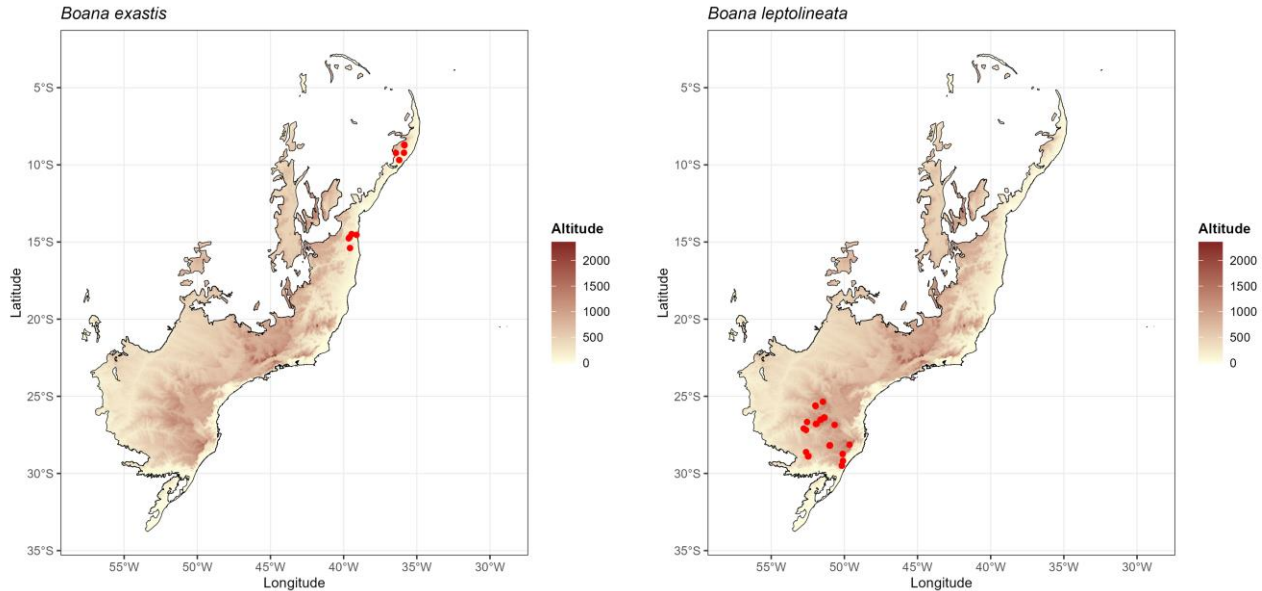 Boana exastis
5°S
10°S
15°S
20°S
25°S
30°S
35°S
Latitude
55°W 50°W 45°W 40°W 35°W 30°W
Longitude
Altitude
2000
1500
1000
500
0
Boana leptolineata
5°S
10°S
15°S
20°S
25°S
30°S
35°S
Latitude
55°W 50°W 45°W 40°W 35°W 30°W
Longitude
Altitude
2000
1500
1000
500
0